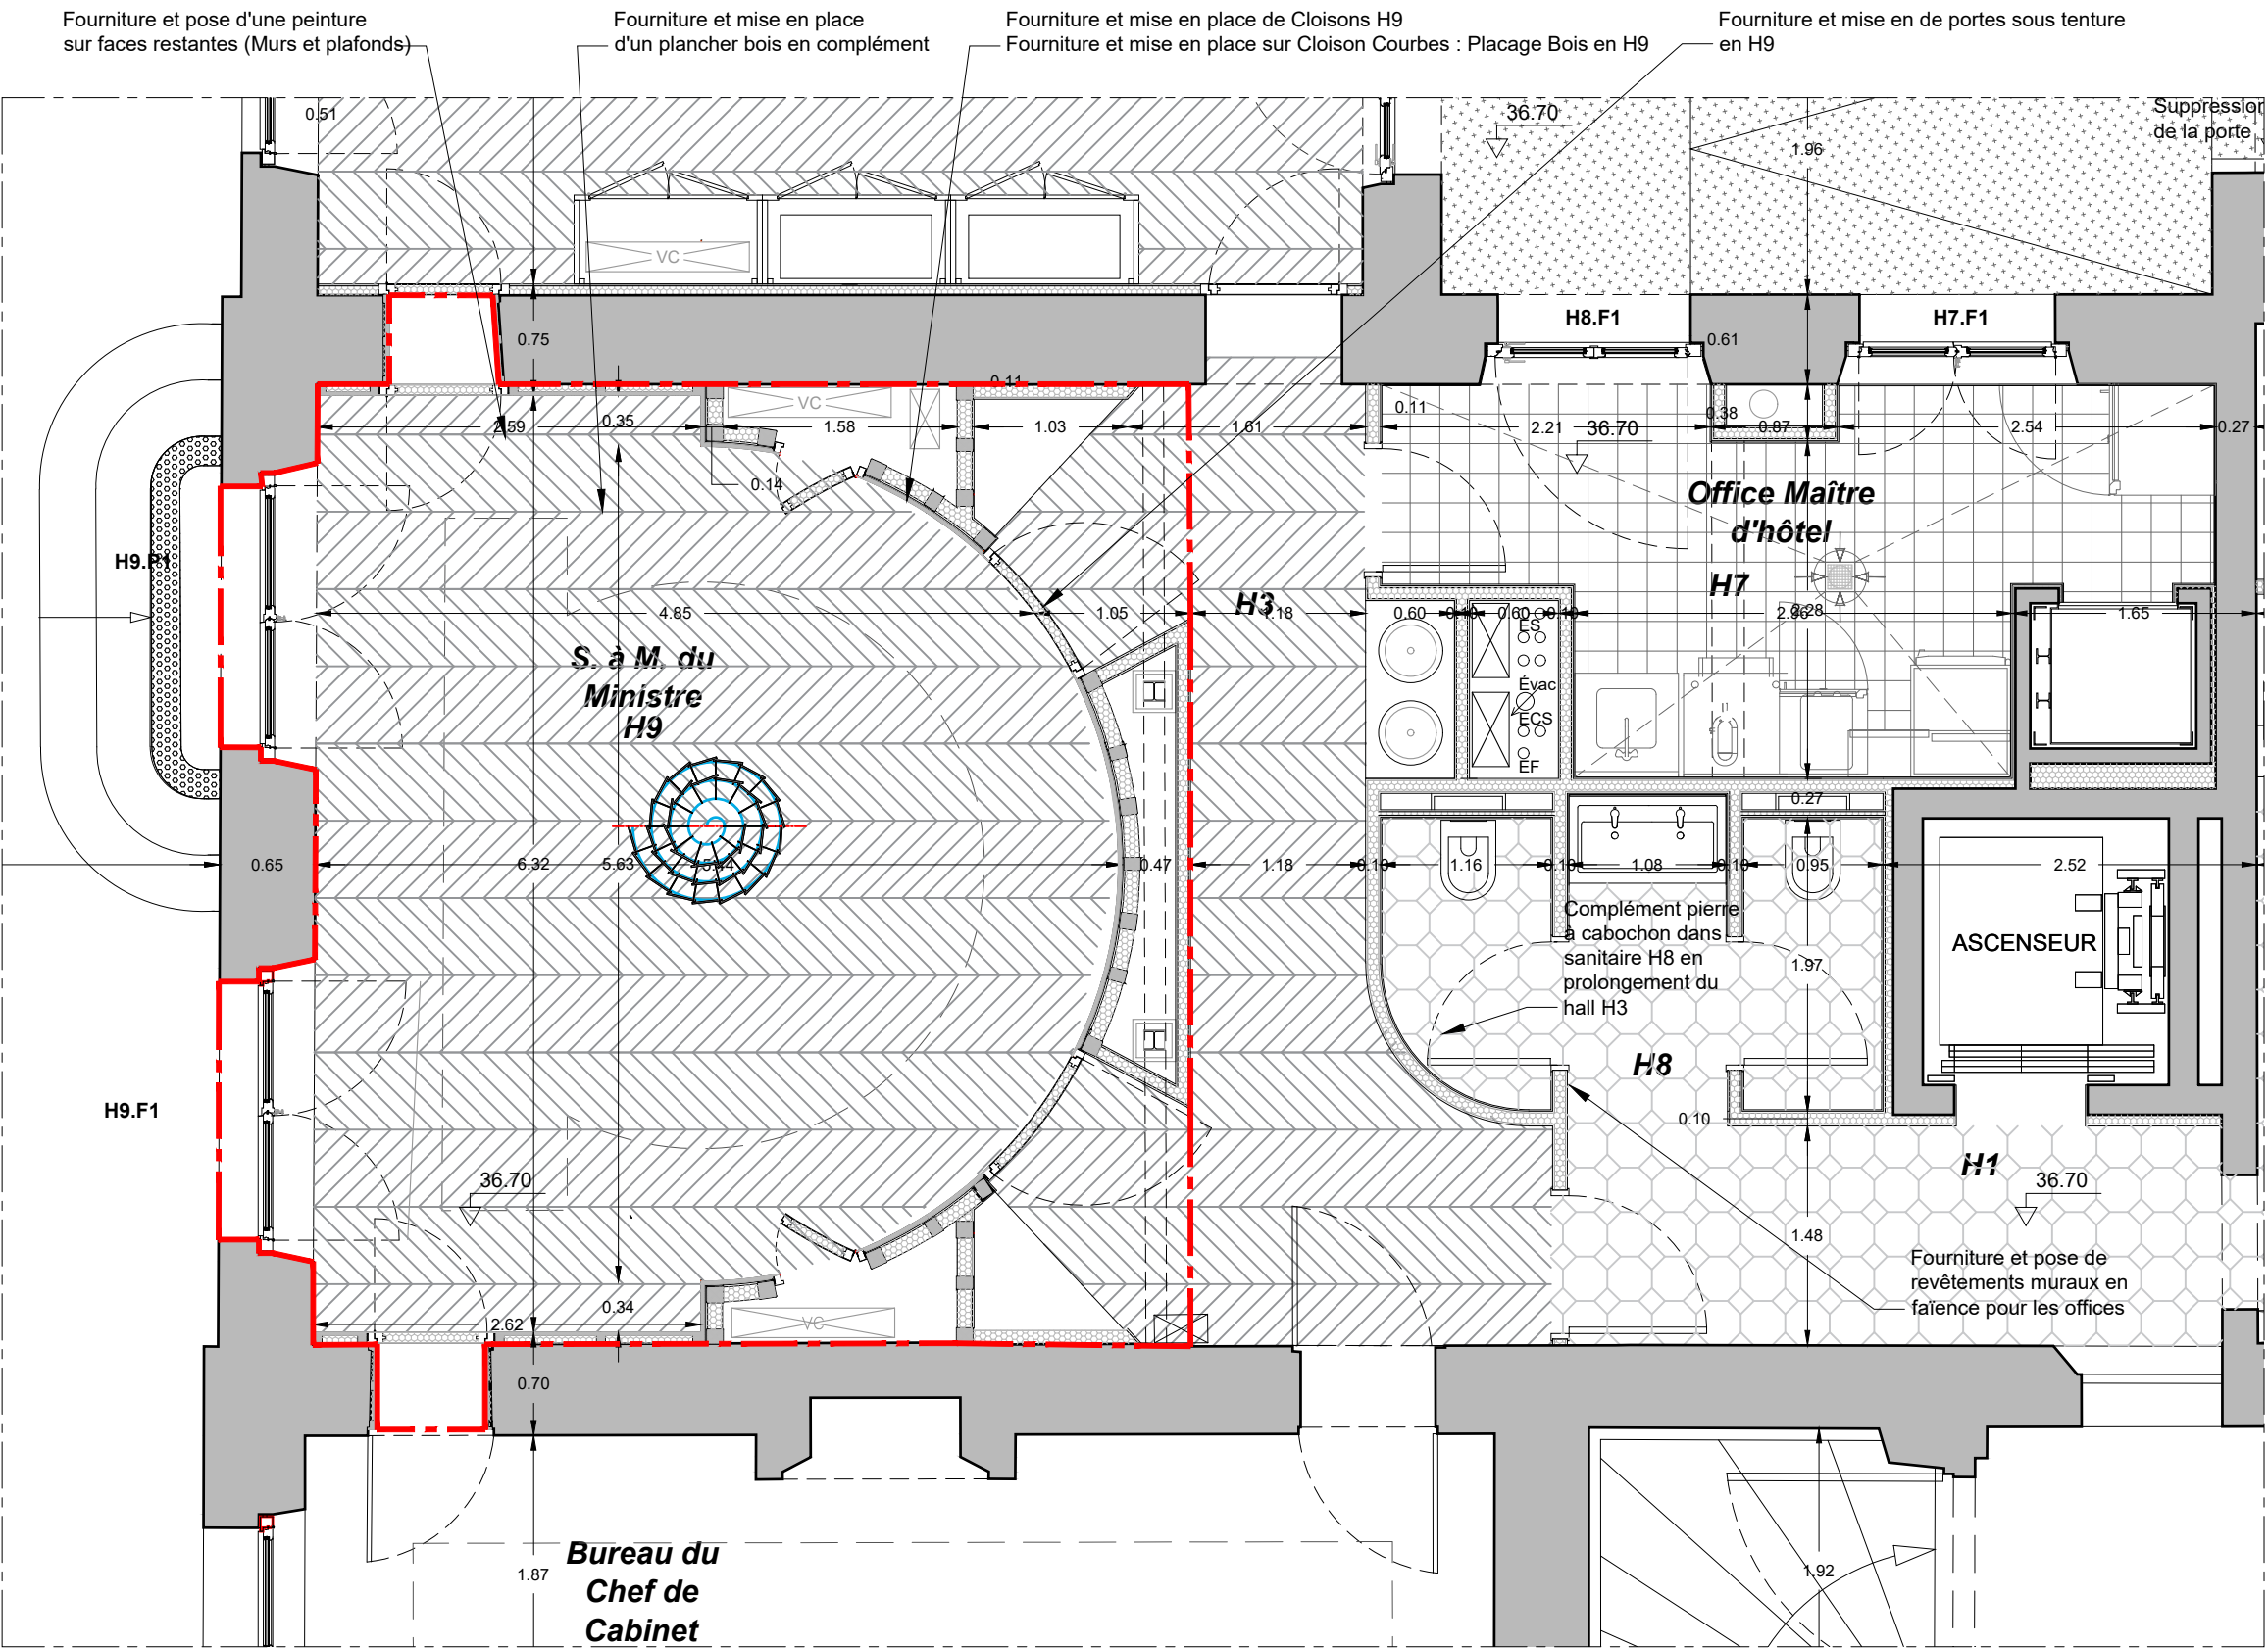 Fourniture et pose d'une peinture
sur faces restantes (Murs et plafonds)
Fourniture et mise en place
d'un plancher bois en complément
Fourniture et mise en place de Cloisons H9
Fourniture et mise en place sur Cloison Courbes : Placage Bois en H9
Fourniture et mise en de portes sous tenture
en H9
Suppression
de la porte
0.51
36.70
1.96
VC
H8.F1
H7.F1
0.75
0.61
0.11
VC
0.11
0.38
2.59
0.35
1.58
1.03
1.61
2.21
36.70
0.87
2.54
0.27
0.14
Office Maître
d'hôtel
H7
H9.P1
4.85
1.05
H3
1.18
0.60
0.10
0.60
0.10
ES
2.28
1.65
S. à M. du
Ministre
H9
Évac
ECS
EF
0.27
0.65
6.32
5.63
5.44
0.47
1.18
0.10
1.16
0.10
1.08
0.10
0.95
2.52
Complément pierre
à cabochon dans
sanitaire H8 en
prolongement du
hall H3
ASCENSEUR
1.97
H8
H9.F1
0.10
H1
36.70
36.70
1.48
Fourniture et pose de
revêtements muraux en
faïence pour les offices
0.34
2.62
VC
0.70
Bureau du
Chef de
Cabinet
1.87
1.92